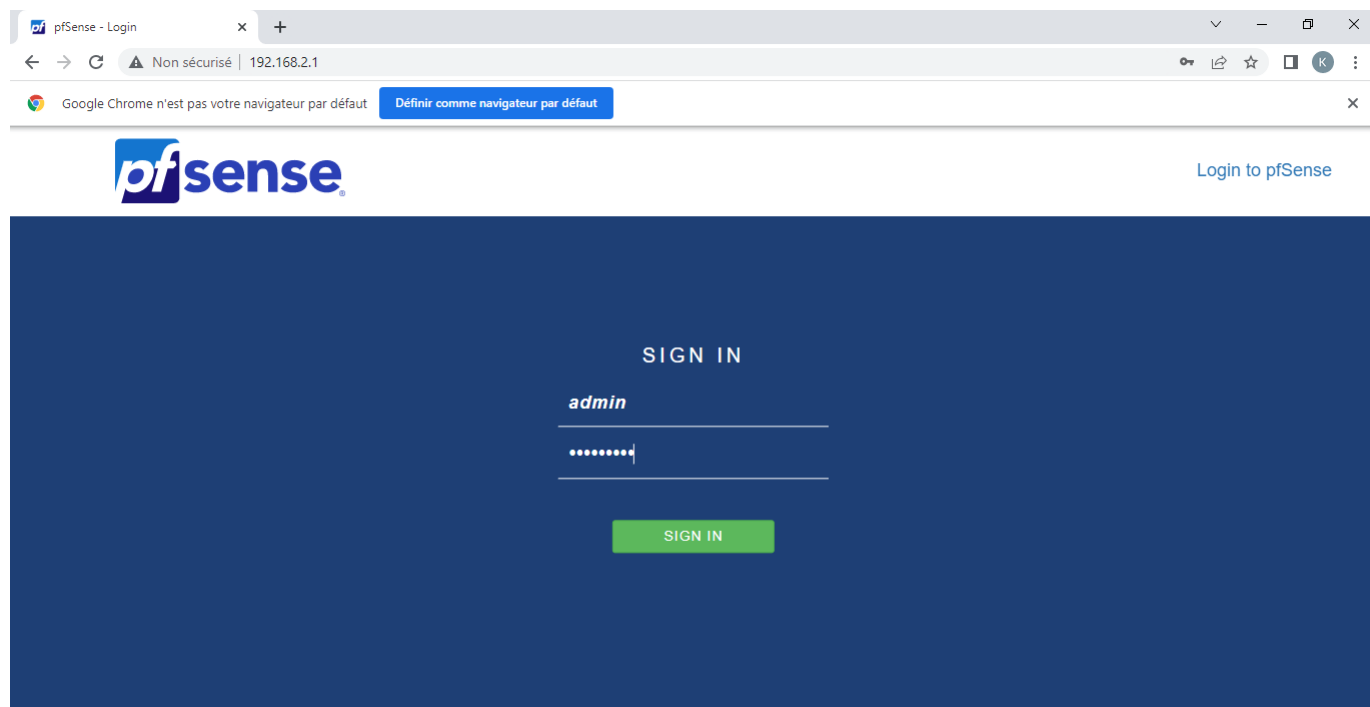 pf pfSense - Login
Non sécurisé | 192.168.2.1
K
Google Chrome n'est pas votre navigateur par défaut
Définir comme navigateur par défaut
pfsense®
Login to pfSense
SIGN IN
admin
•••••••••
SIGN IN